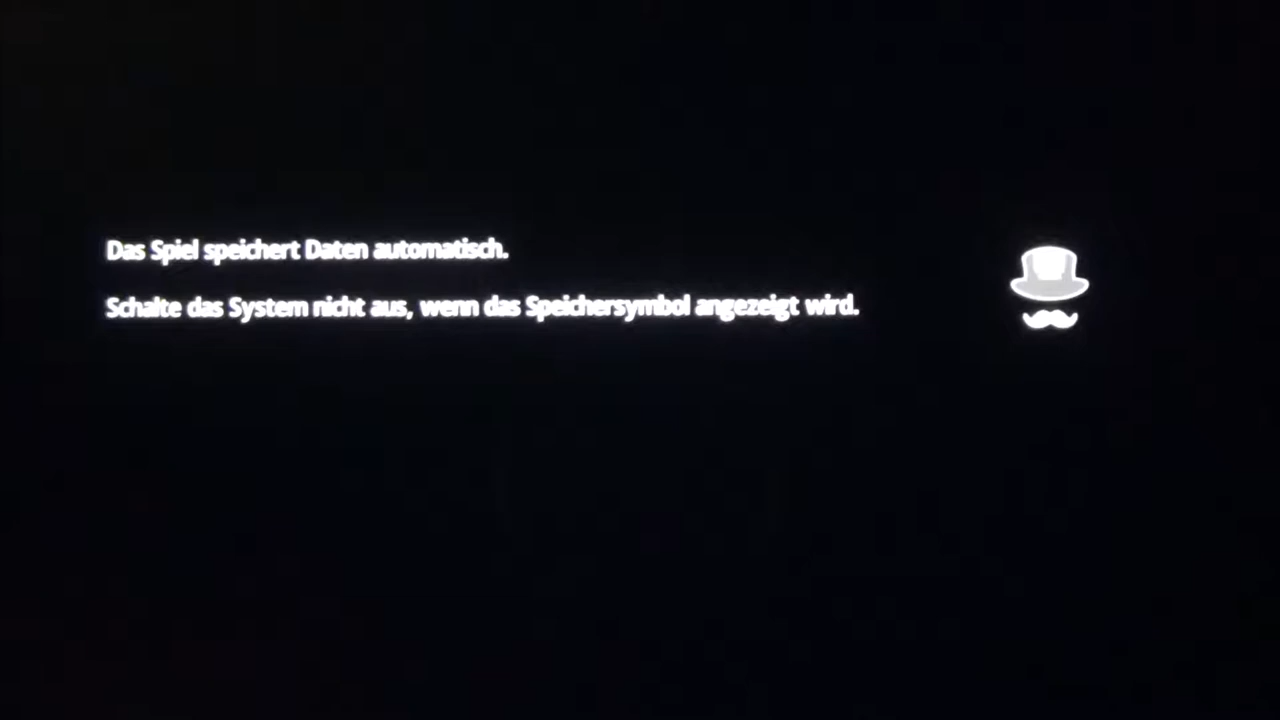 Das Spiel speichert Daten automatisch.
Schalte das System nicht aus, wenn das Speichersymbol angezeigt wird.